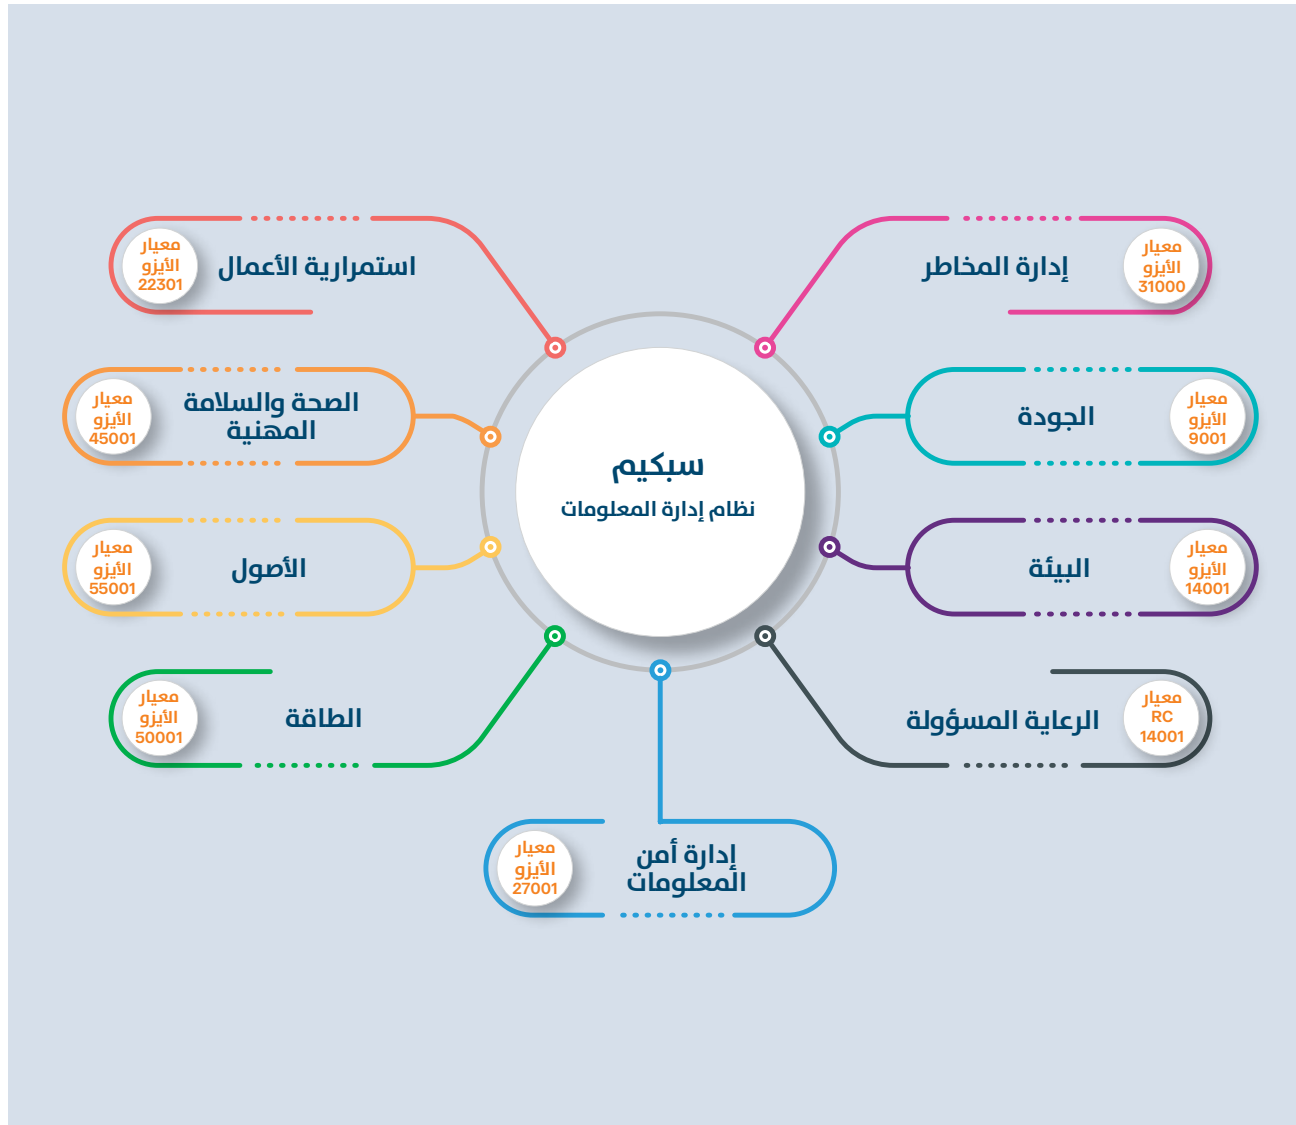 سبكيم
نظام إدارة المعلومات
معيار
الأيزو
31000
إدارة المخاطر
معيار
الأيزو
9001
الجودة
معيار
الأيزو
14001
البيئة
معيار
RC
14001
الرعاية المسؤولة
معيار
الأيزو
22301
استمرارية الأعمال
معيار
الأيزو
45001
الصحة والسلامة
المهنية
معيار
الأيزو
55001
الأصول
معيار
الأيزو
50001
الطاقة
معيار
الأيزو
27001
إدارة أمن
المعلومات